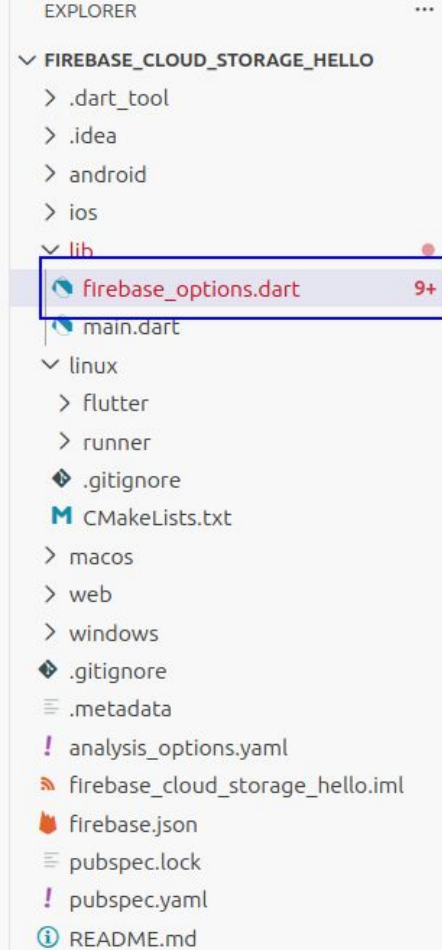 EXPLORER ...
FIREBASE_CLOUD_STORAGE_HELLO
.dart_tool
.idea
android
ios
lib
firebase_options.dart 9+
main.dart
linux
flutter
runner
.gitignore
M CMakeLists.txt
macos
web
windows
.gitignore
.metadata
! analysis_options.yaml
firebase_cloud_storage_hello.iml
firebase.json
pubspec.lock
! pubspec.yaml
README.md